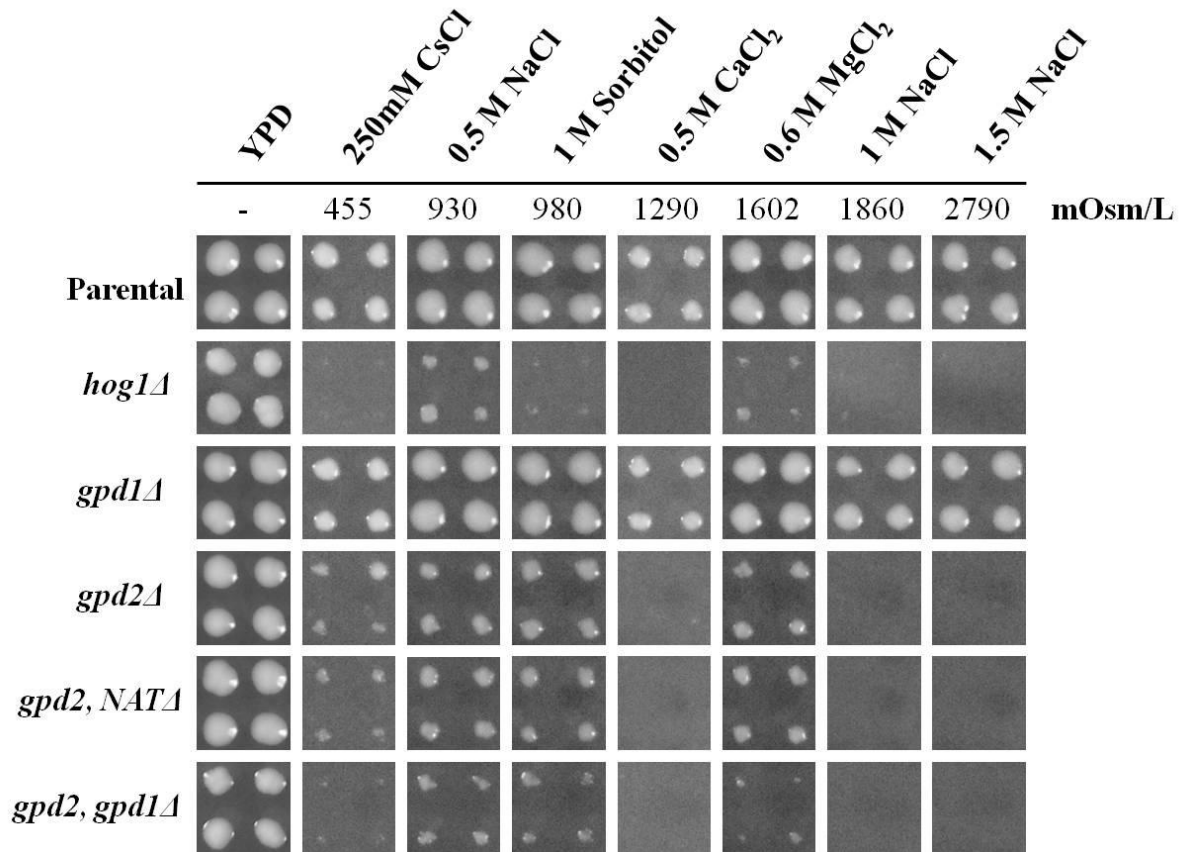 YPD
250mM CsCl
0.5 M NaCl
1 M Sorbitol
0.5 M CaCl₂
0.6 M MgCl₂
1 M NaCl
1.5 M NaCl
- 455 930 980 1290 1602 1860 2790 mOsm/L
Parental
hog1Δ
gpd1Δ
gpd2Δ
gpd2, NATΔ
gpd2, gpd1Δ